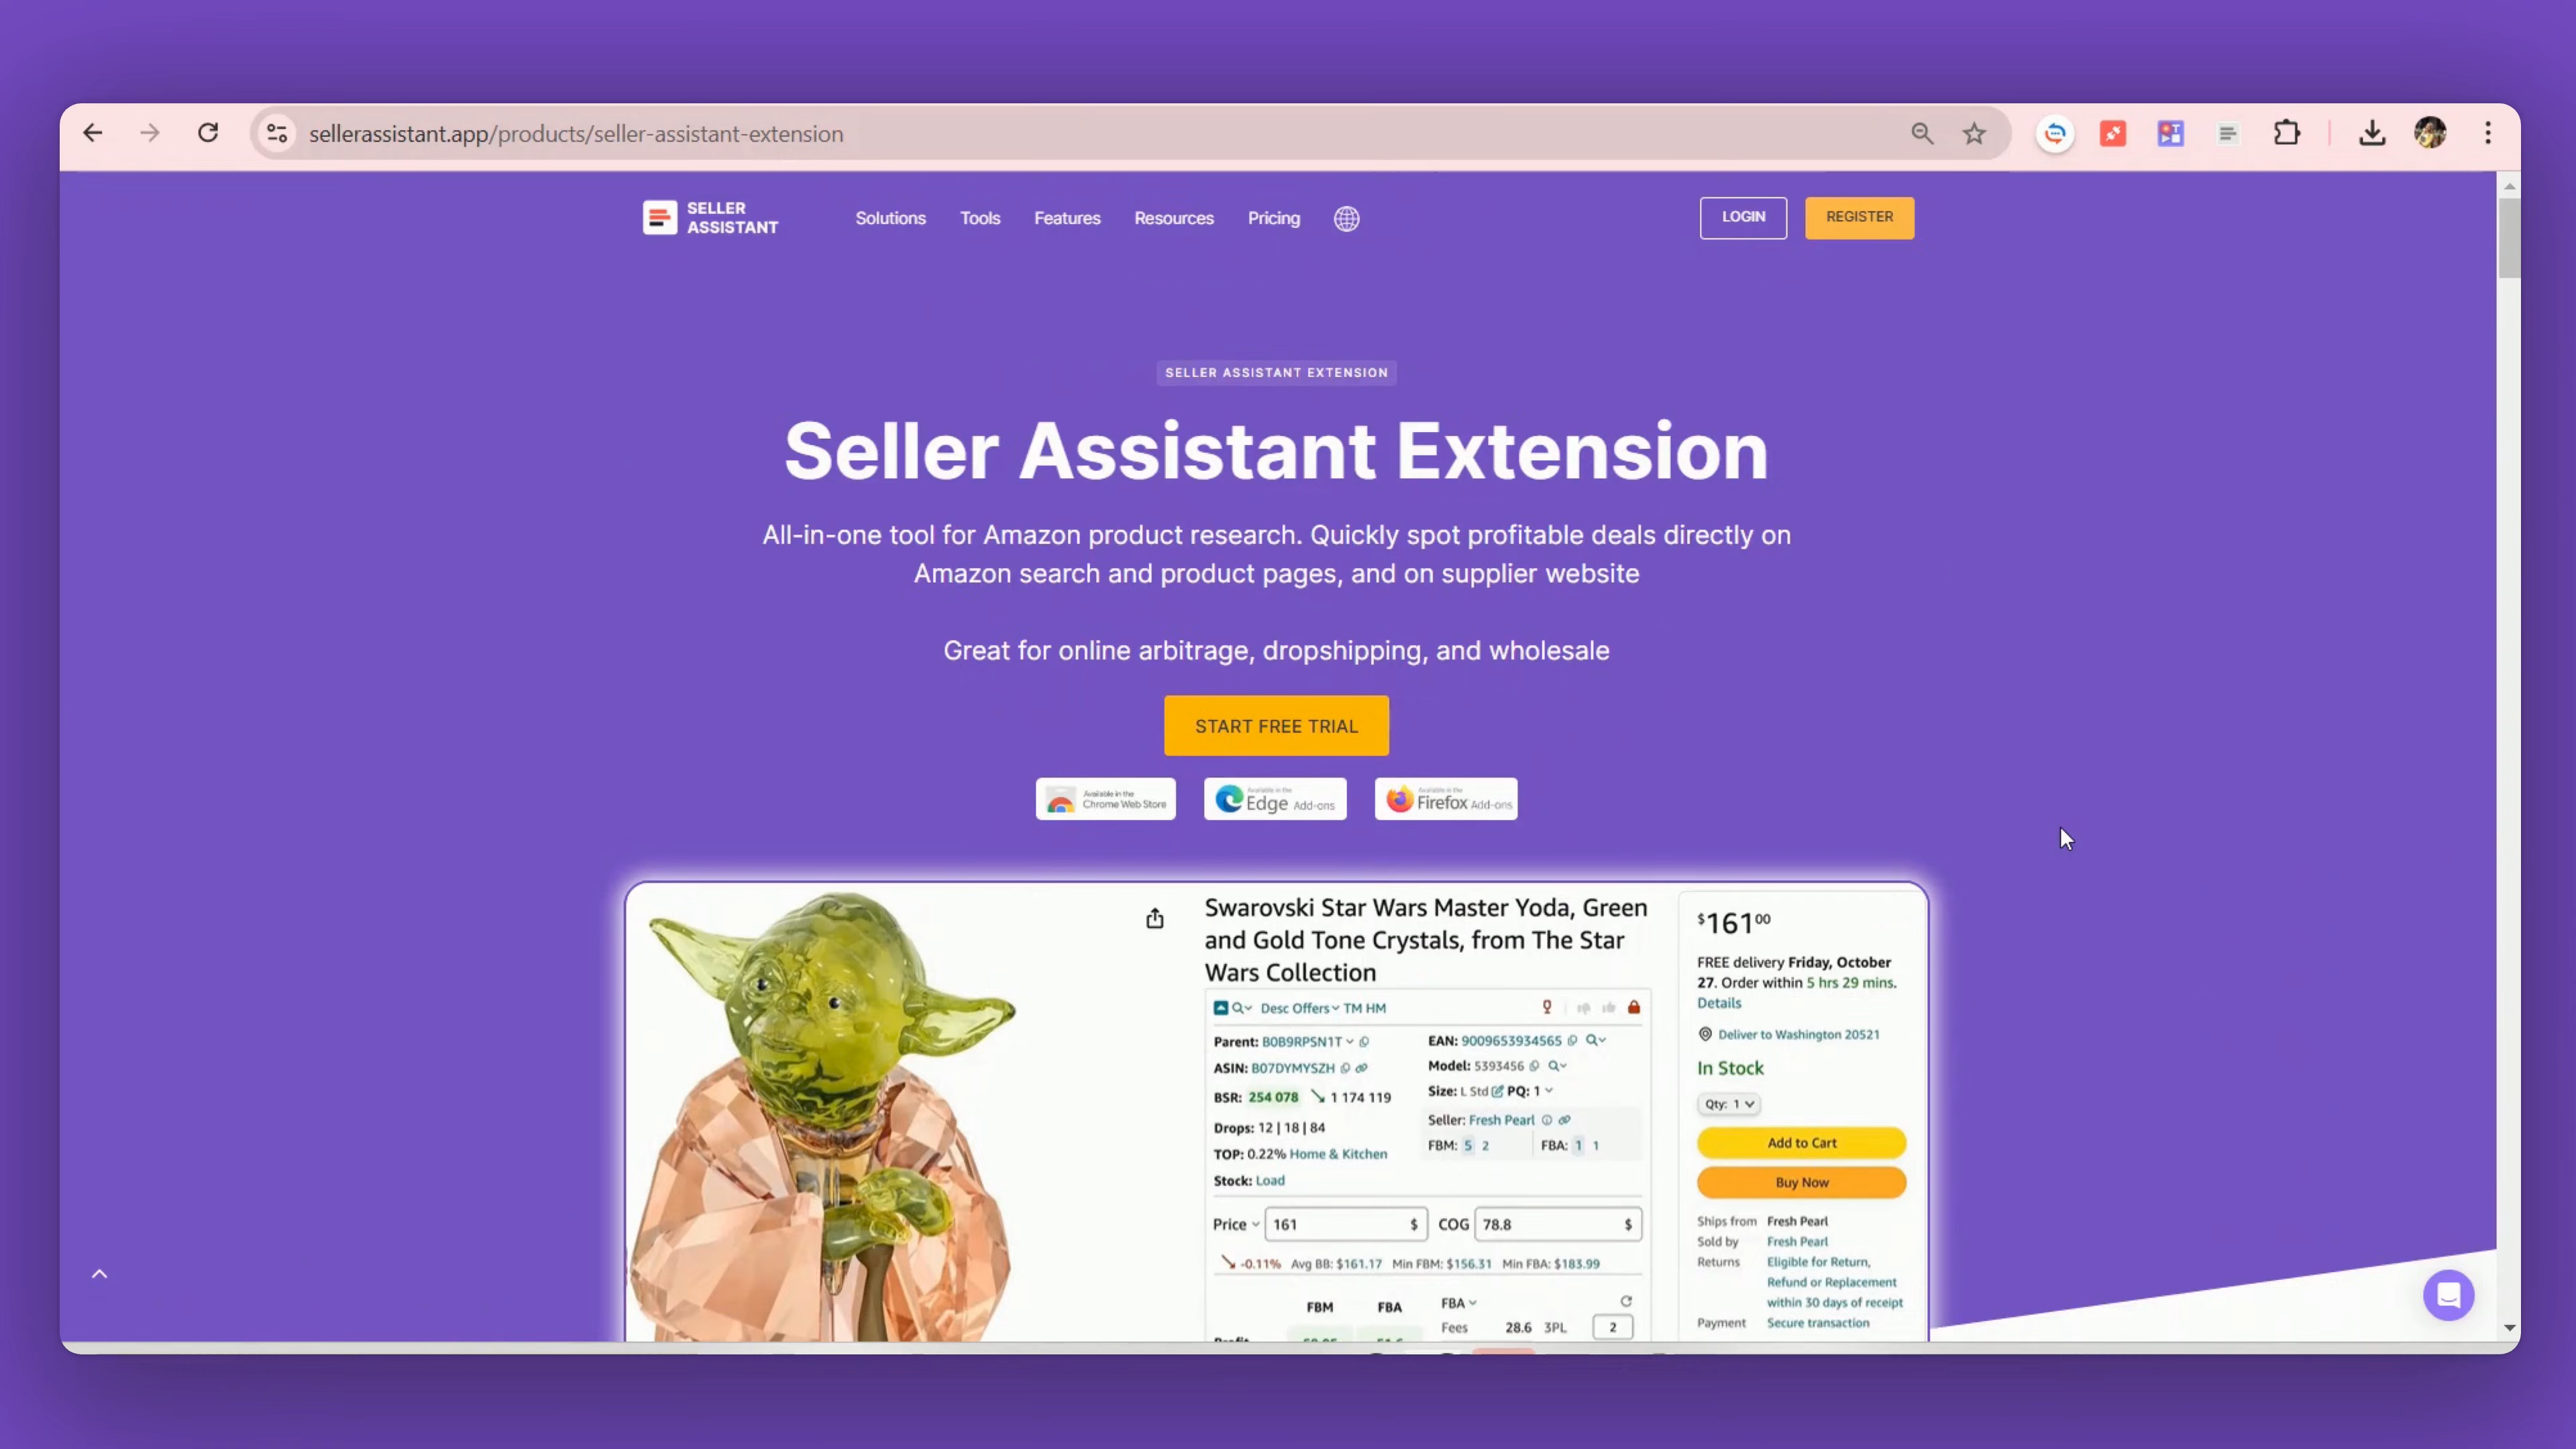 sellerassistant.app/products/seller-assistant-extension
SELLER
ASSISTANT
Solutions
Tools
Features
Resources
Pricing
LOGIN
REGISTER
SELLER ASSISTANT EXTENSION
Seller Assistant Extension
All-in-one tool for Amazon product research. Quickly spot profitable deals directly on
Amazon search and product pages, and on supplier website
Great for online arbitrage, dropshipping, and wholesale
START FREE TRIAL
Available in the
Chrome Web Store
Available in the
Edge Add-ons
Available in the
Firefox Add-ons
Swarovski Star Wars Master Yoda, Green
and Gold Tone Crystals, from The Star
Wars Collection
Desc Offers TM HM
Parent: B0B9RPSN1T
ASIN: B07DYMYSZH
BSR: 254 078 1 174 119
Drops: 12 | 18 | 84
TOP: 0.22% Home & Kitchen
Stock: Load
EAN: 9009653934565
Model: 5393456
Size: L Std PQ: 1
Seller: Fresh Pearl
FBM: 5 2 FBA: 1 1
Price 161 $ COG 78.8 $
-0.11% Avg BB: $161.17 Min FBM: $156.31 Min FBA: $183.99
FBM FBA FBA
Fees 28.6 3PL 2
$16100
FREE delivery Friday, October
27. Order within 5 hrs 29 mins.
Details
Deliver to Washington 20521
In Stock
Qty: 1
Add to Cart
Buy Now
Ships from Fresh Pearl
Sold by Fresh Pearl
Returns Eligible for Return,
Refund or Replacement
within 30 days of receipt
Payment Secure transaction